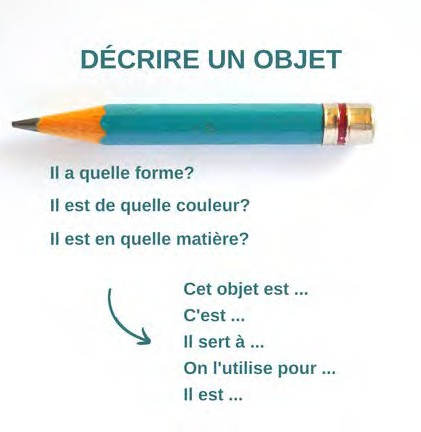 DÉCRIRE UN OBJET
Il a quelle forme?
Il est de quelle couleur?
Il est en quelle matière?
Cet objet est ...
C'est ...
Il sert à ...
On l'utilise pour ...
Il est ...